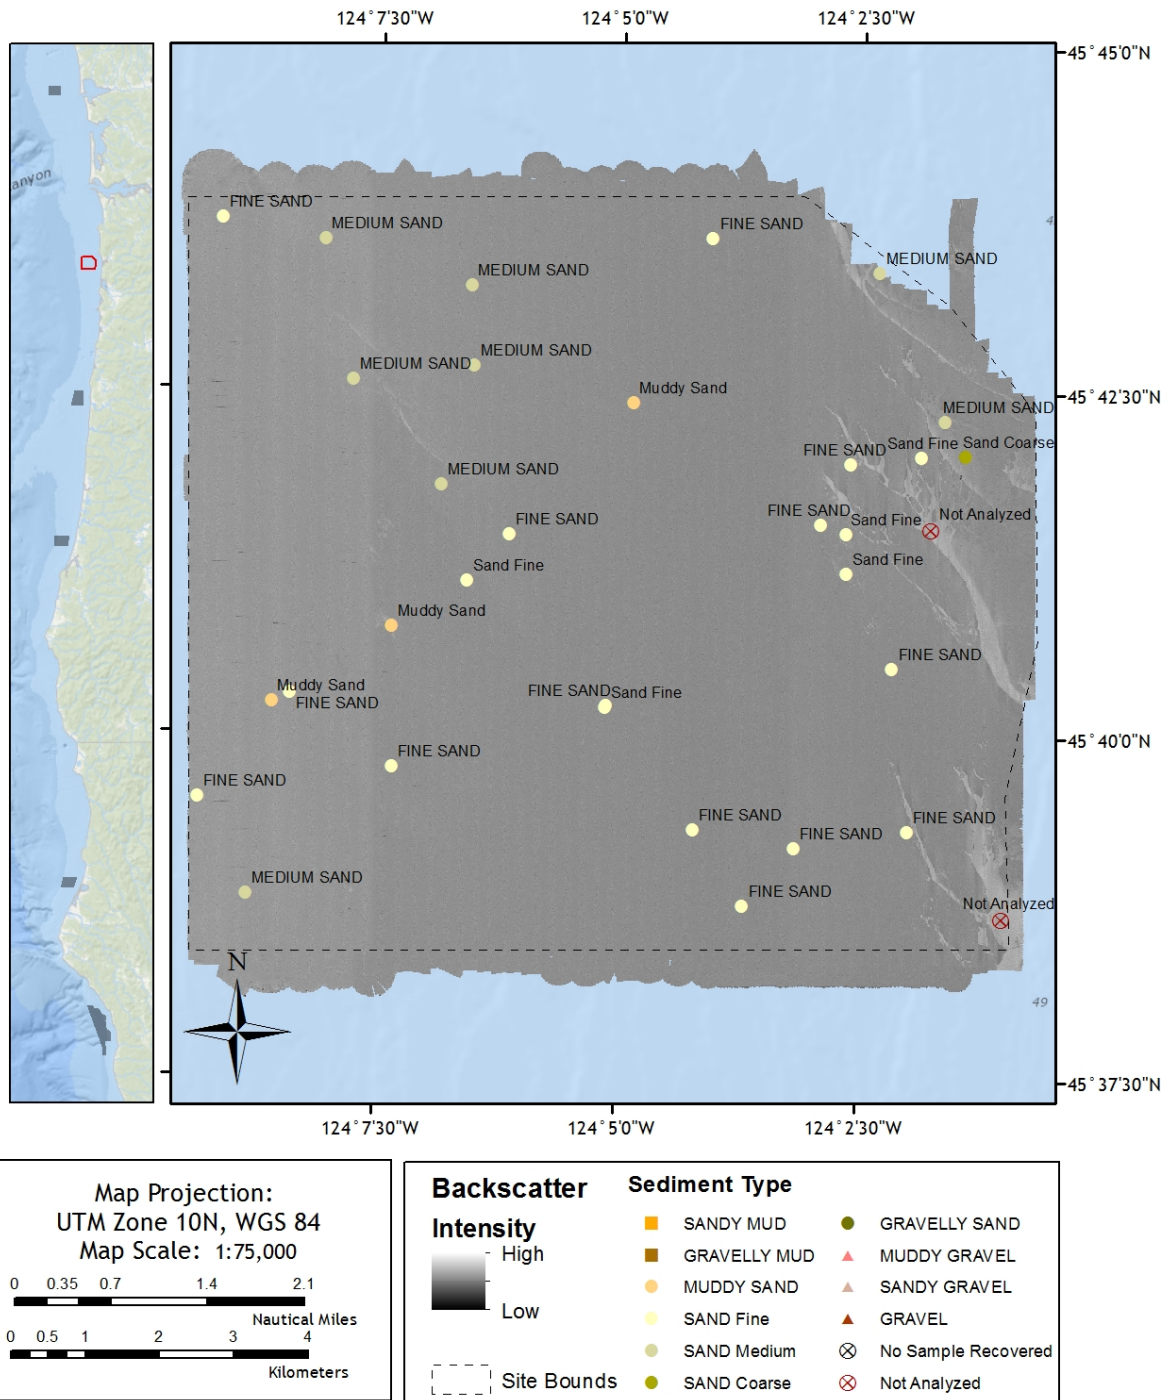 124°7'30"W 124°5'0"W 124°2'30"W
45°45'0"N
anyon
FINE SAND
MEDIUM SAND
FINE SAND
4
MEDIUM SAND
MEDIUM SAND
MEDIUM SAND
MEDIUM SAND
Muddy Sand
45°42'30"N
MEDIUM SAND
FINE SAND
Sand Fine
Sand Coarse
MEDIUM SAND
FINE SAND
FINE SAND
Sand Fine
Not Analyzed
Sand Fine
Sand Fine
Muddy Sand
FINE SAND
Muddy Sand
FINE SAND
FINE SAND
Sand Fine
45°40'0"N
FINE SAND
FINE SAND
FINE SAND
FINE SAND
FINE SAND
MEDIUM SAND
FINE SAND
Not Analyzed
N
49
45°37'30"N
124°7'30"W 124°5'0"W 124°2'30"W
Map Projection:
UTM Zone 10N, WGS 84
Map Scale: 1:75,000
0 0.35 0.7 1.4 2.1
Nautical Miles
0 0.5 1 2 3 4
Kilometers
Backscatter
Intensity
High
Low
Site Bounds
Sediment Type
SANDY MUD
GRAVELLY MUD
MUDDY SAND
SAND Fine
SAND Medium
SAND Coarse
GRAVELLY SAND
MUDDY GRAVEL
SANDY GRAVEL
GRAVEL
No Sample Recovered
Not Analyzed